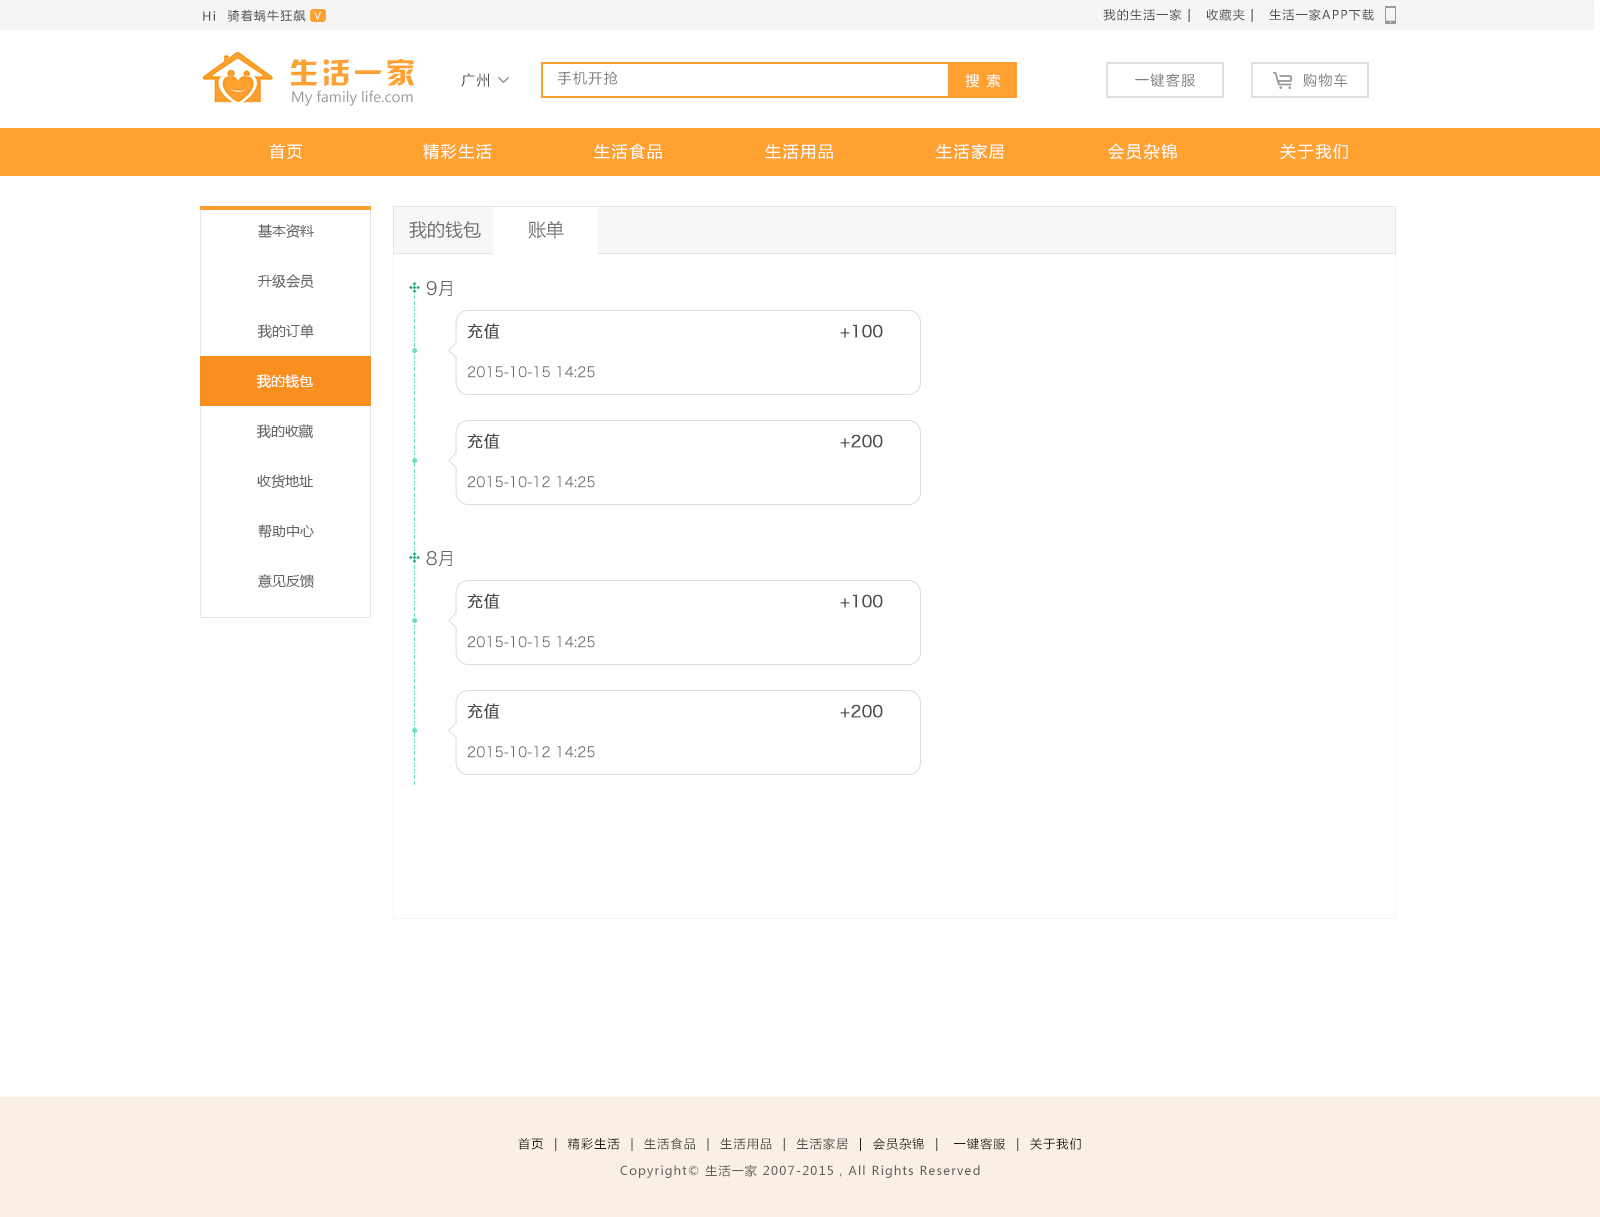 Hi 骑着蜗牛狂飙 V 我的生活一家 | 收藏夹 | 生活一家APP下载
生活一家
My family life.com
广州 手机开抢 搜 索 一键客服 购物车
首页 精彩生活 生活食品 生活用品 生活家居 会员杂锦 关于我们
基本资料
升级会员
我的订单
我的钱包
我的收藏
收货地址
帮助中心
意见反馈
我的钱包 账单
9月
充值 +100
2015-10-15 14:25
充值 +200
2015-10-12 14:25
8月
充值 +100
2015-10-15 14:25
充值 +200
2015-10-12 14:25
首页 | 精彩生活 | 生活食品 | 生活用品 | 生活家居 | 会员杂锦 | 一键客服 | 关于我们
Copyright© 生活一家 2007-2015 , All Rights Reserved